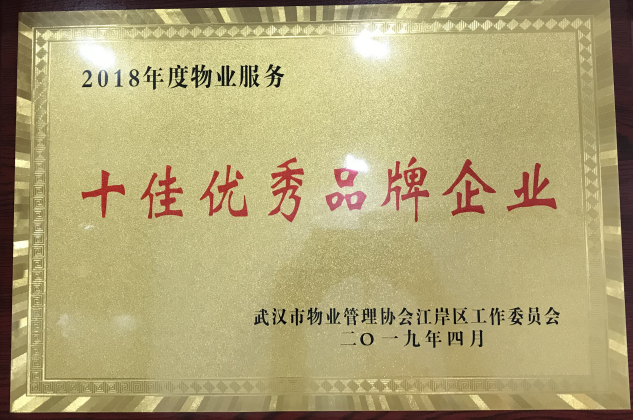 2018年度物业服务
十佳优秀品牌企业
武汉市物业管理协会江岸区工作委员会
二〇一九年四月